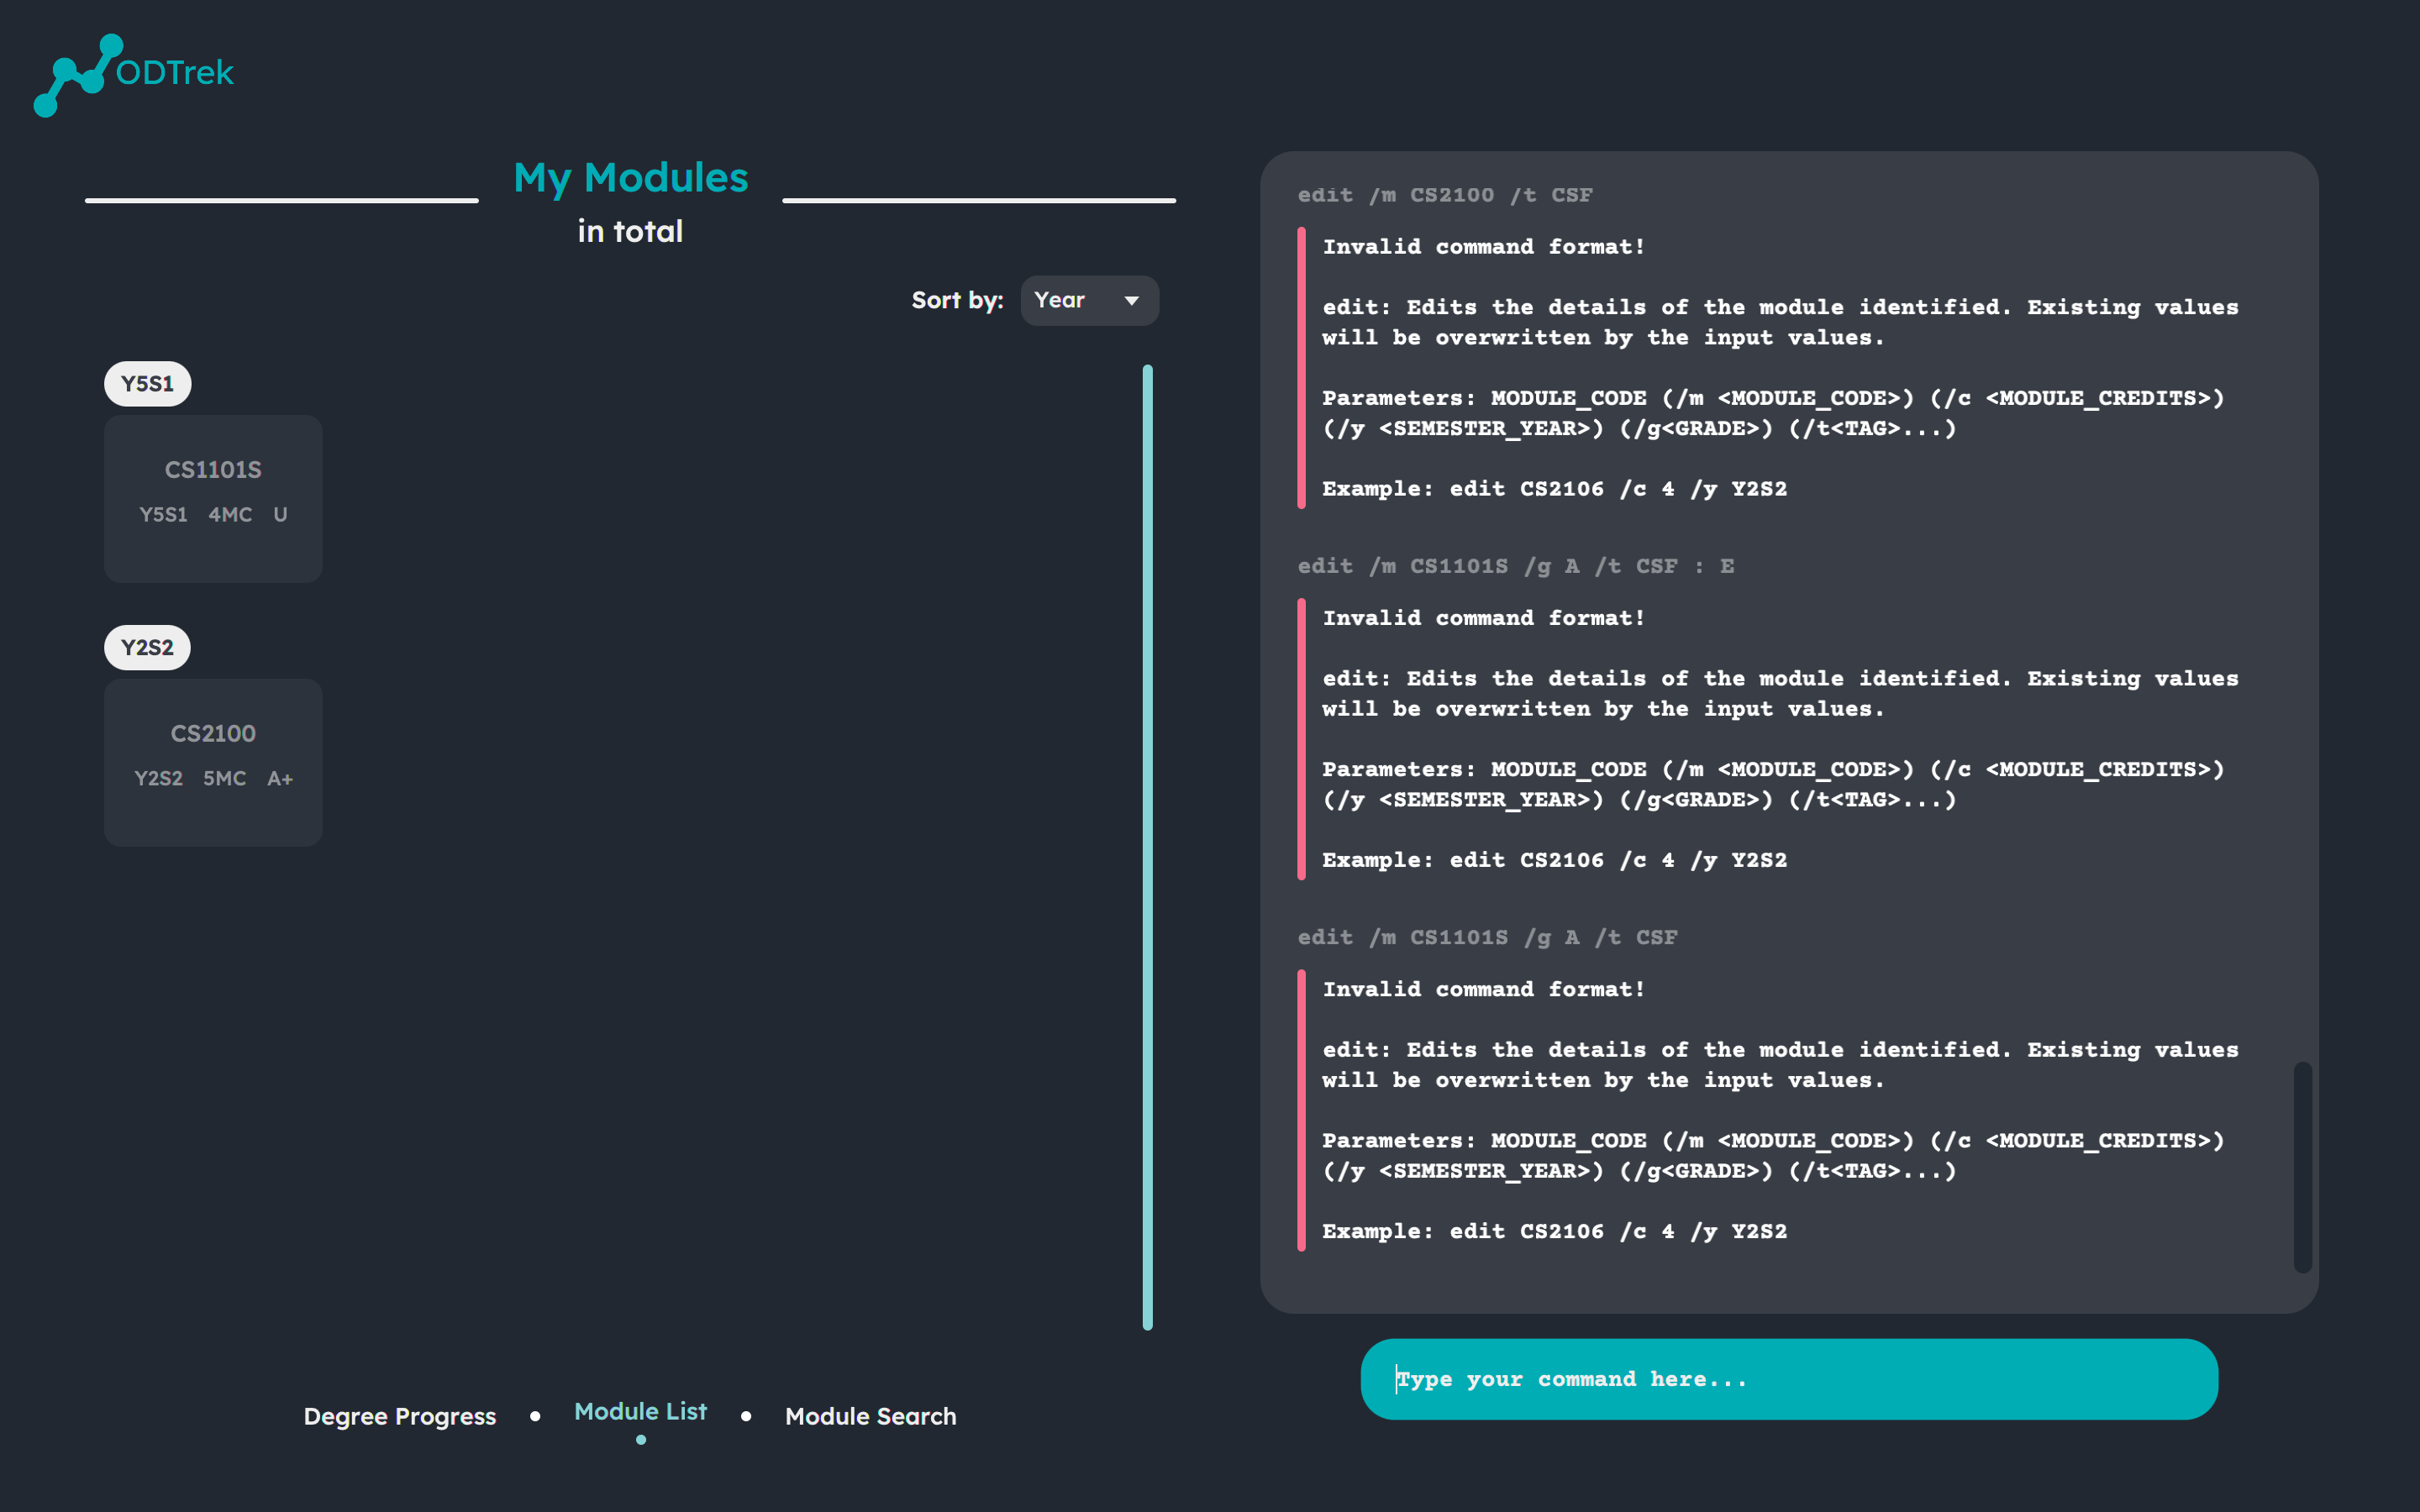 ODTrek
My Modules
in total
Sort by: Year
Y5S1
CS1101S
Y5S1 4MC U
Y2S2
CS2100
Y2S2 5MC A+
Degree Progress
Module List
Module Search
edit /m CS2100 /t CSF
Invalid command format!
edit: Edits the details of the module identified. Existing values
will be overwritten by the input values.
Parameters: MODULE_CODE (/m <MODULE_CODE>) (/c <MODULE_CREDITS>)
(/y <SEMESTER_YEAR>) (/g<GRADE>) (/t<TAG>...)
Example: edit CS2106 /c 4 /y Y2S2
edit /m CS1101S /g A /t CSF : E
Invalid command format!
edit: Edits the details of the module identified. Existing values
will be overwritten by the input values.
Parameters: MODULE_CODE (/m <MODULE_CODE>) (/c <MODULE_CREDITS>)
(/y <SEMESTER_YEAR>) (/g<GRADE>) (/t<TAG>...)
Example: edit CS2106 /c 4 /y Y2S2
edit /m CS1101S /g A /t CSF
Invalid command format!
edit: Edits the details of the module identified. Existing values
will be overwritten by the input values.
Parameters: MODULE_CODE (/m <MODULE_CODE>) (/c <MODULE_CREDITS>)
(/y <SEMESTER_YEAR>) (/g<GRADE>) (/t<TAG>...)
Example: edit CS2106 /c 4 /y Y2S2
Type your command here...